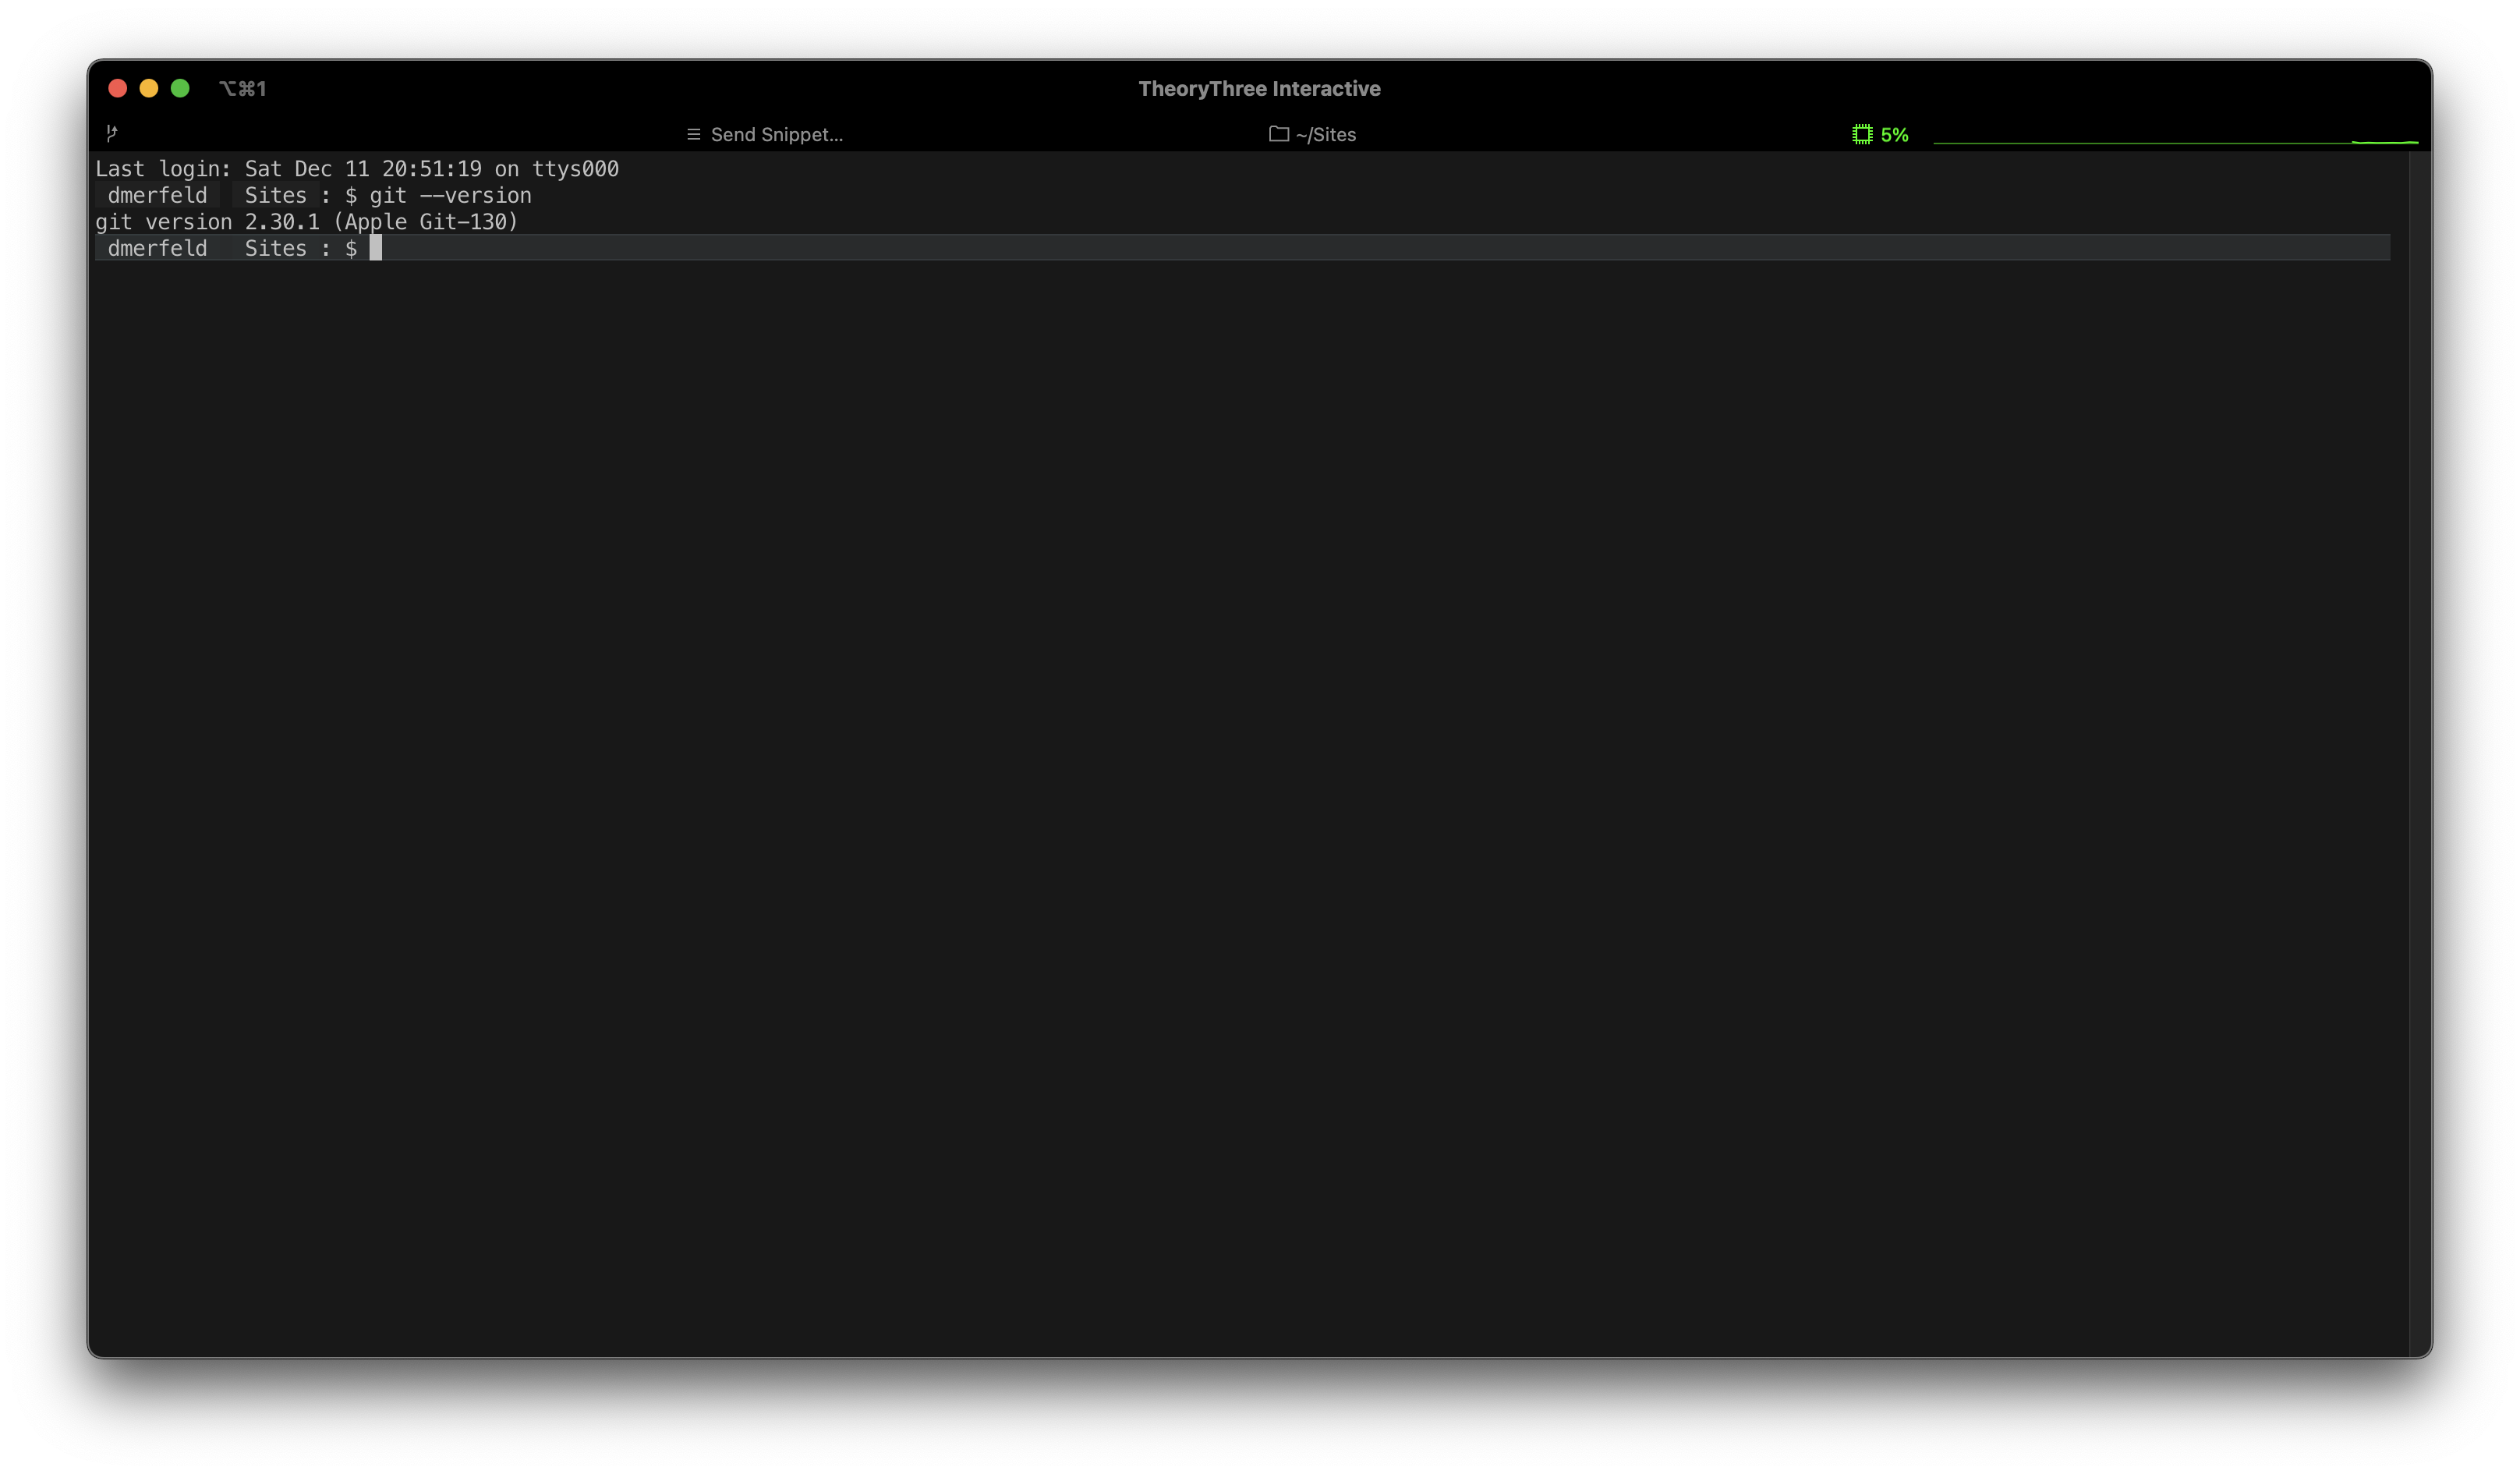 ⌥⌘1 TheoryThree Interactive
Send Snippet... ~/Sites 5%
Last login: Sat Dec 11 20:51:19 on ttys000
dmerfeld Sites : $ git --version
git version 2.30.1 (Apple Git-130)
dmerfeld Sites : $